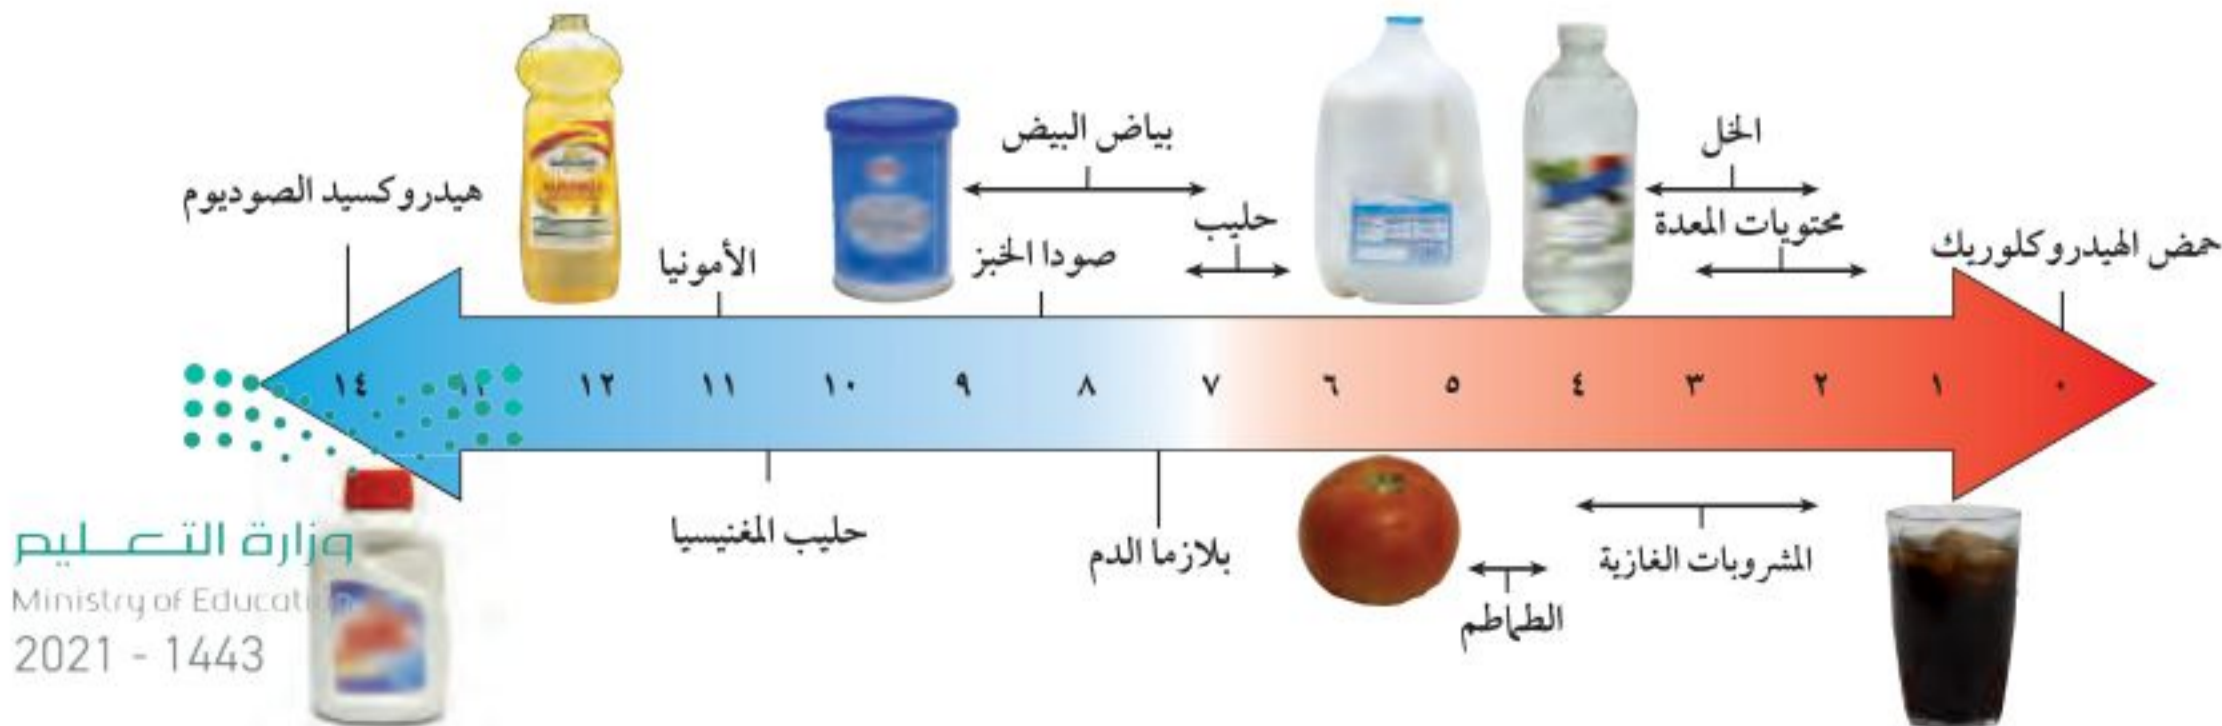 بياض البيض
الخل
هيدروكسيد الصوديوم
حليب
محتويات المعدة
حمض الهيدروكلوريك
الأمونيا
صودا الخبز
٠ ١ ٢ ٣ ٤ ٥ ٦ ٧ ٨ ٩ ١٠ ١١ ١٢ ١٣ ١٤
حليب المغنيسيا
بلازما الدم
المشروبات الغازية
الطماطم
وزارة التعليم
Ministry of Education
2021 - 1443